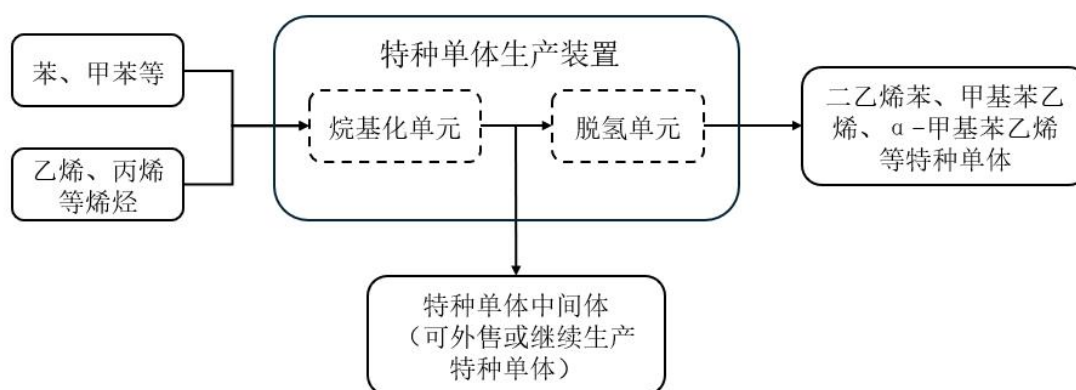 苯、甲苯等
乙烯、丙烯
等烯烃
特种单体生产装置
烷基化单元
脱氢单元
二乙烯苯、甲基苯乙
烯、α-甲基苯乙烯
等特种单体
特种单体中间体
（可外售或继续生产
特种单体）